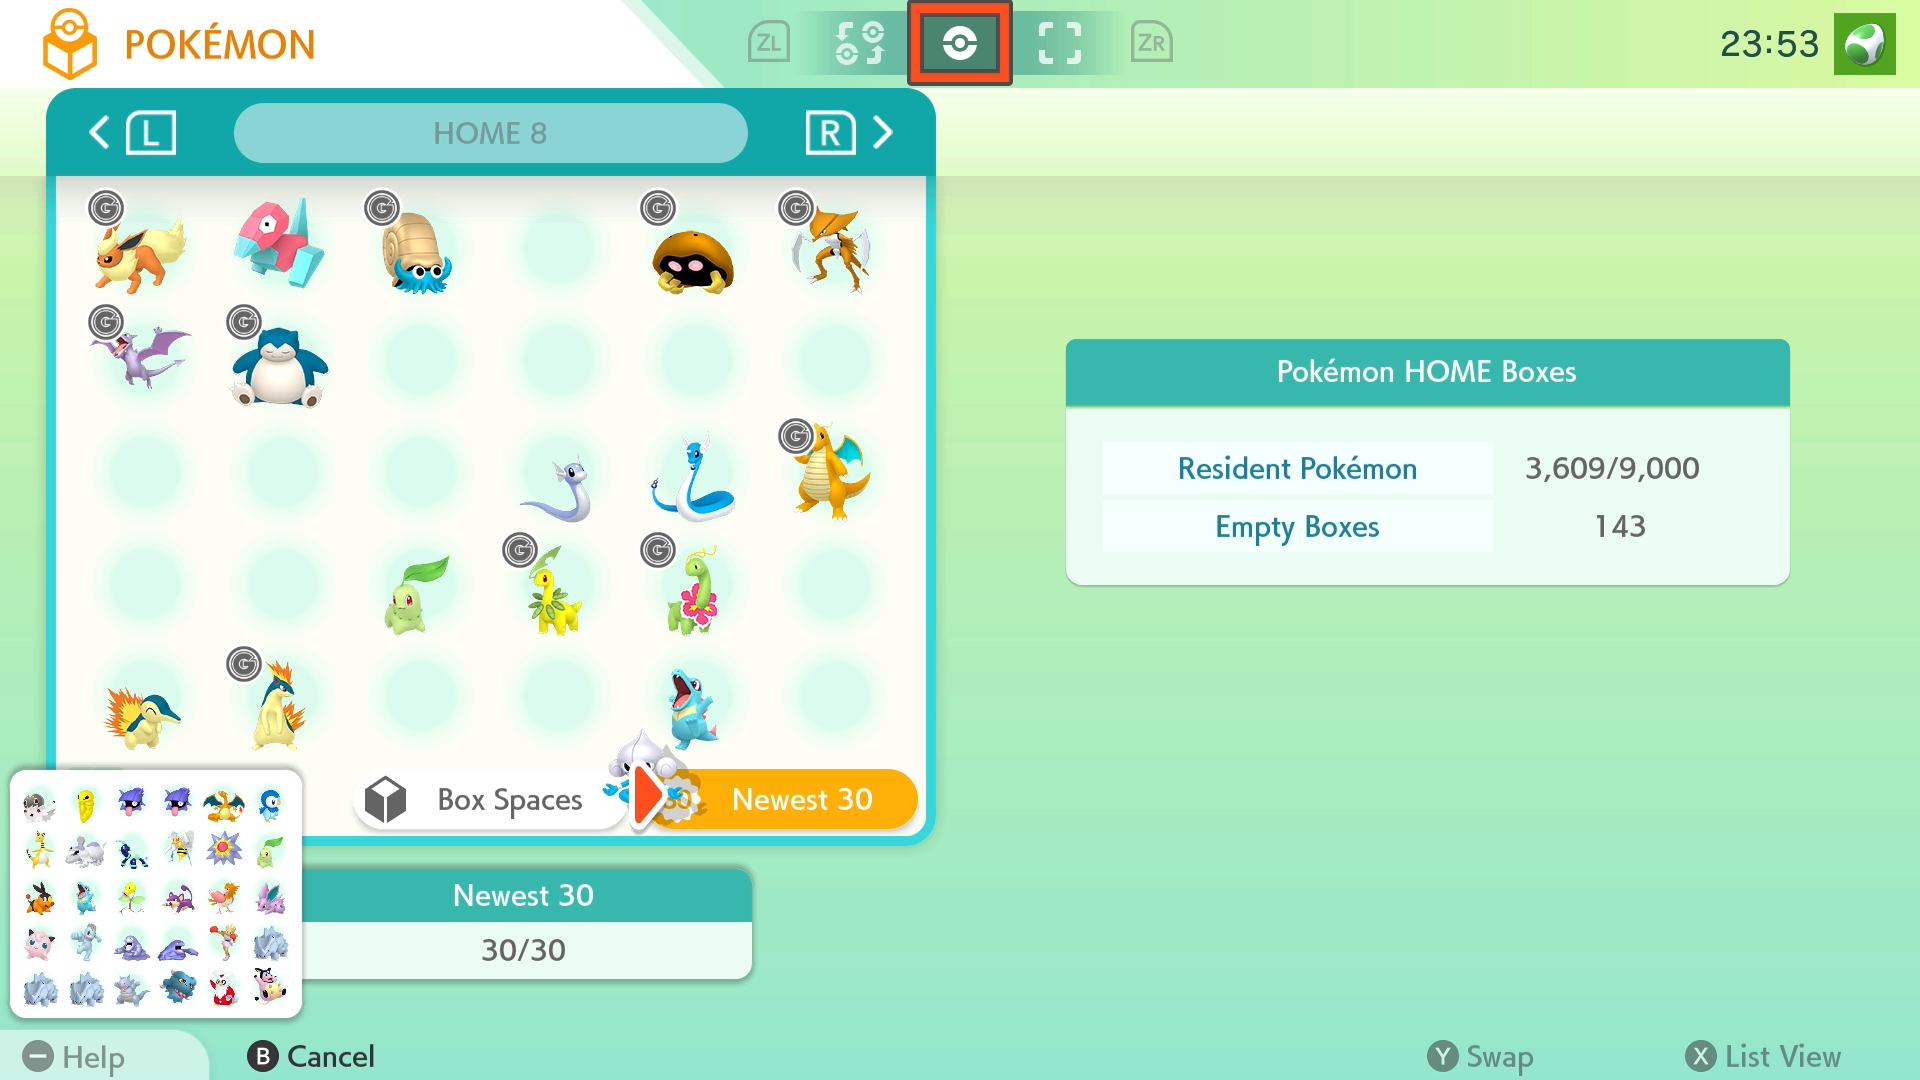 POKÉMON
ZL
ZR
23:53
L
HOME 8
R
Pokémon HOME Boxes
Resident Pokémon 3,609/9,000
Empty Boxes 143
Box Spaces
Newest 30
Newest 30
30/30
Help
B Cancel
Y Swap
X List View